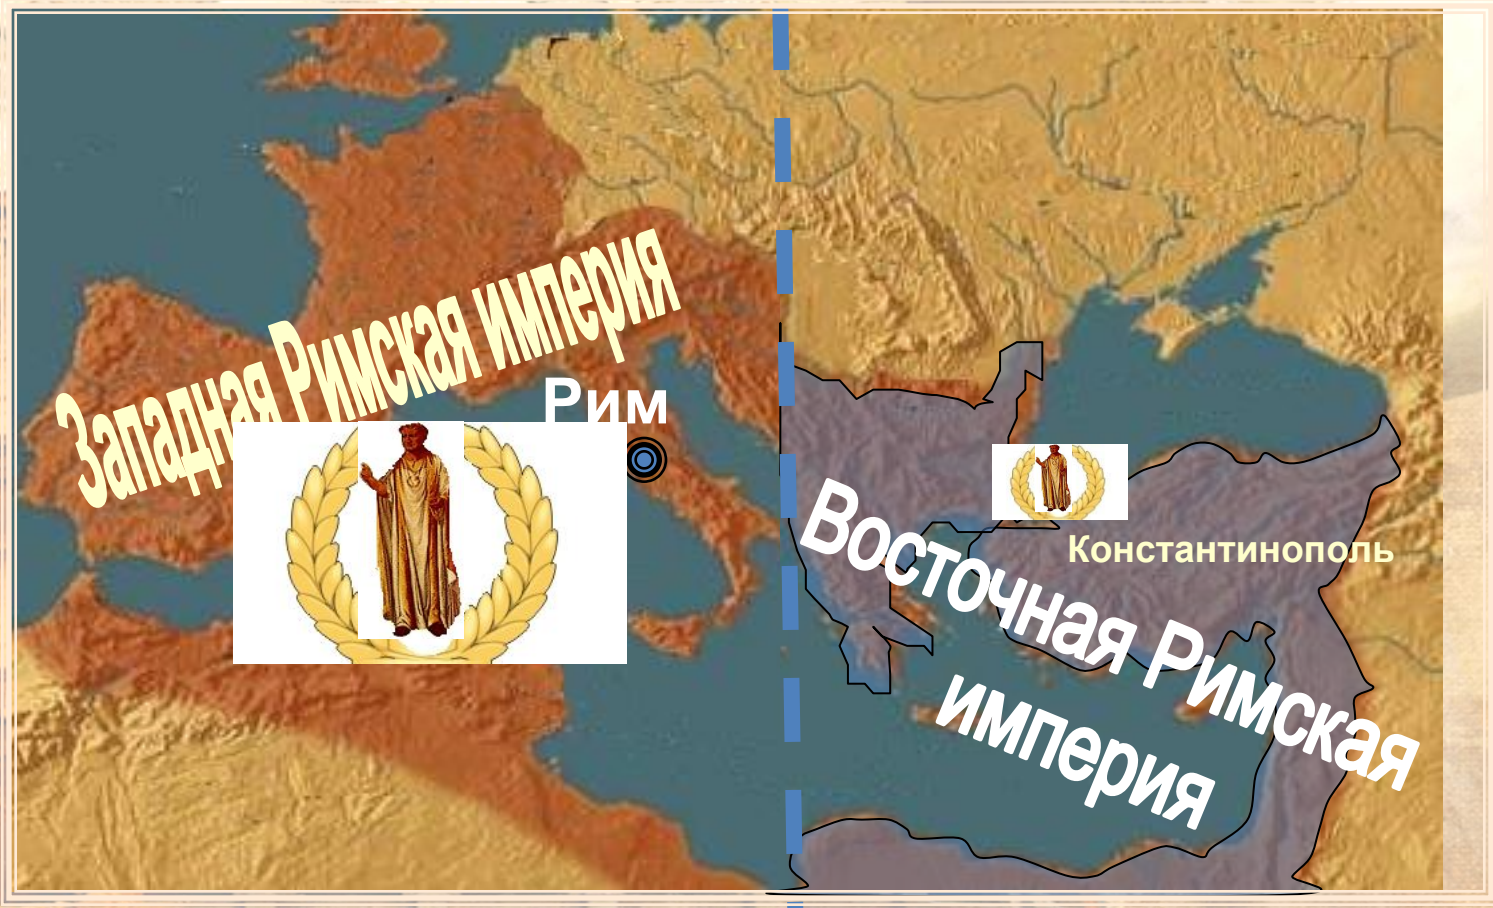 Западная Римская империя
Рим
Константинополь
Восточная Римская
империя